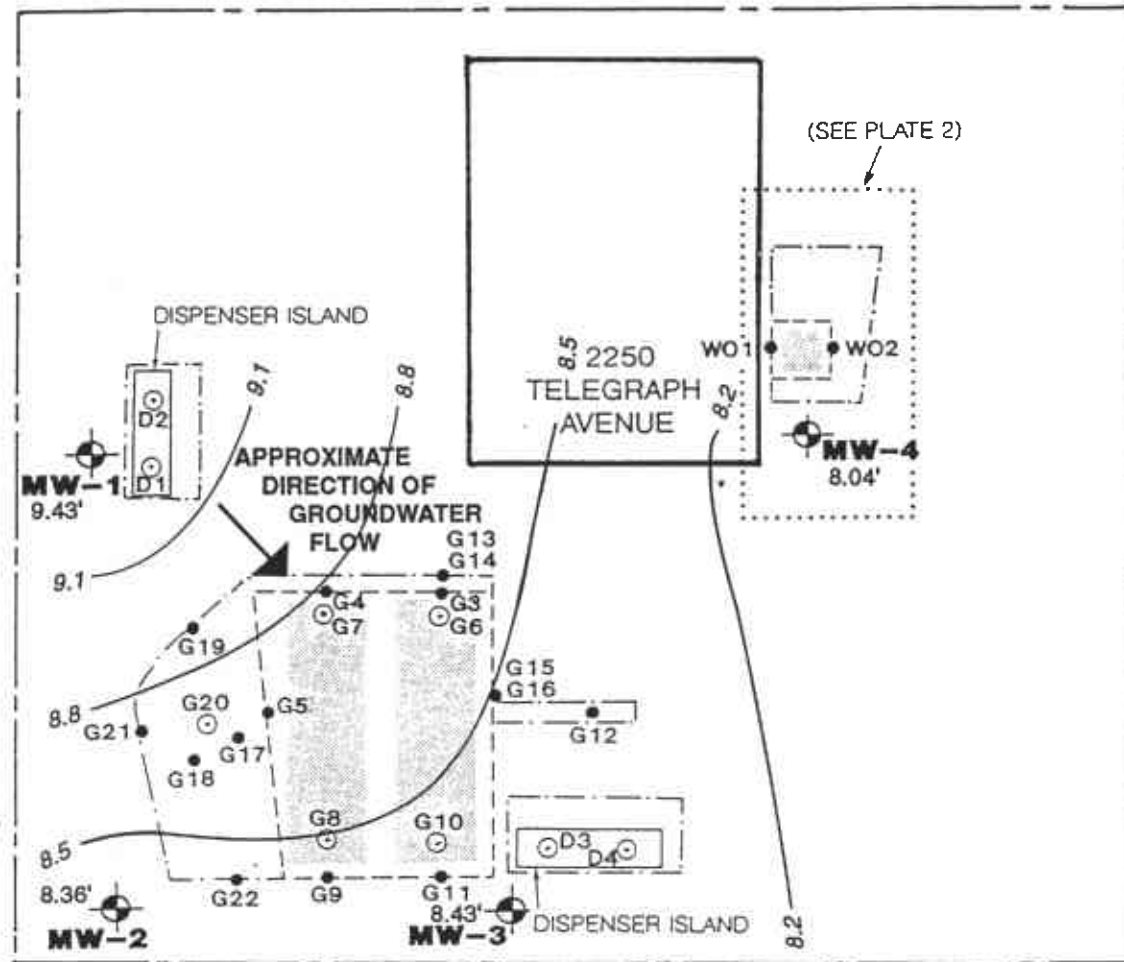 (SEE PLATE 2)
DISPENSER ISLAND
D2
D1
MW-1
9.43'
9.1
9.1
8.8
8.8
8.5
8.5
2250
TELEGRAPH
AVENUE
8.2
8.2
WO1
WO2
MW-4
8.04'
APPROXIMATE
DIRECTION OF
GROUNDWATER
FLOW
G13
G14
G4
G7
G3
G6
G19
G15
G16
G20
G5
G21
G17
G12
G18
G8
G10
D3
D4
G22
G9
G11
8.36'
MW-2
8.43'
MW-3
DISPENSER ISLAND